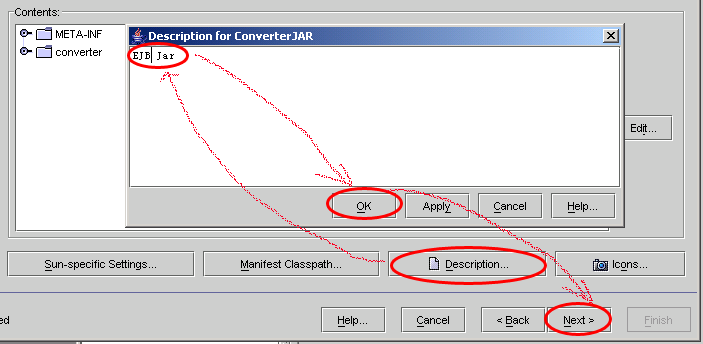 Contents:
META-INF
converter
Description for ConverterJAR
EJB Jar
Edit...
OK Apply Cancel Help...
Sun-specific Settings... Manifest Classpath... Description... Icons...
ed Help... Cancel < Back Next > Finish